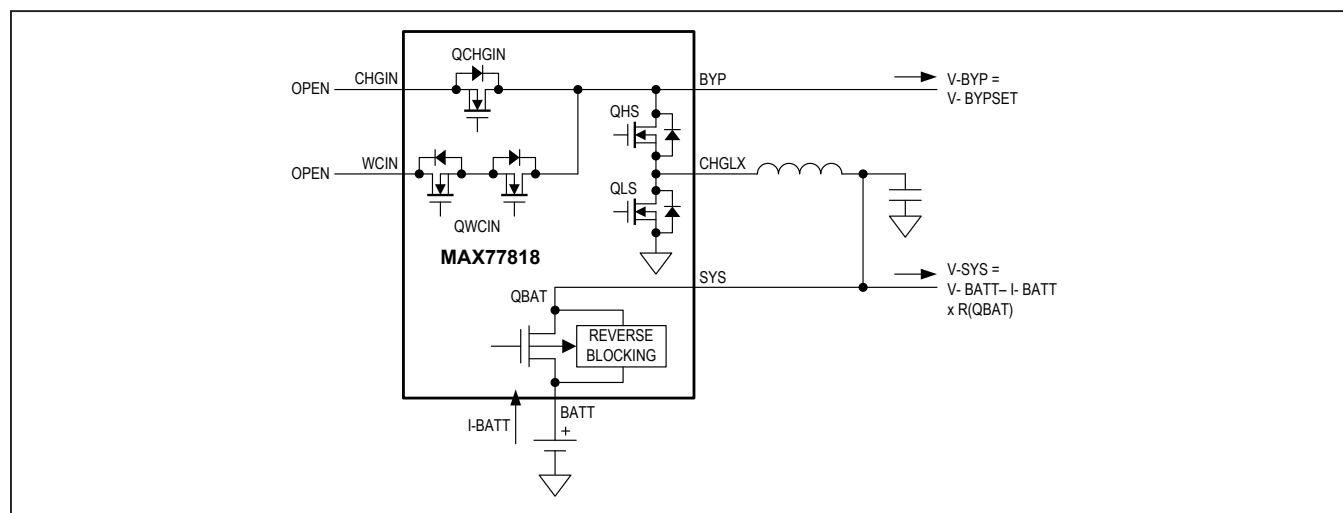 QCHGIN
OPEN
CHGIN
BYP
V-BYP =
V- BYPSET
QHS
OPEN
WCIN
CHGLX
QLS
QWCIN
MAX77818
SYS
V-SYS =
V- BATT– I- BATT
x R(QBAT)
QBAT
REVERSE
BLOCKING
I-BATT
BATT
+